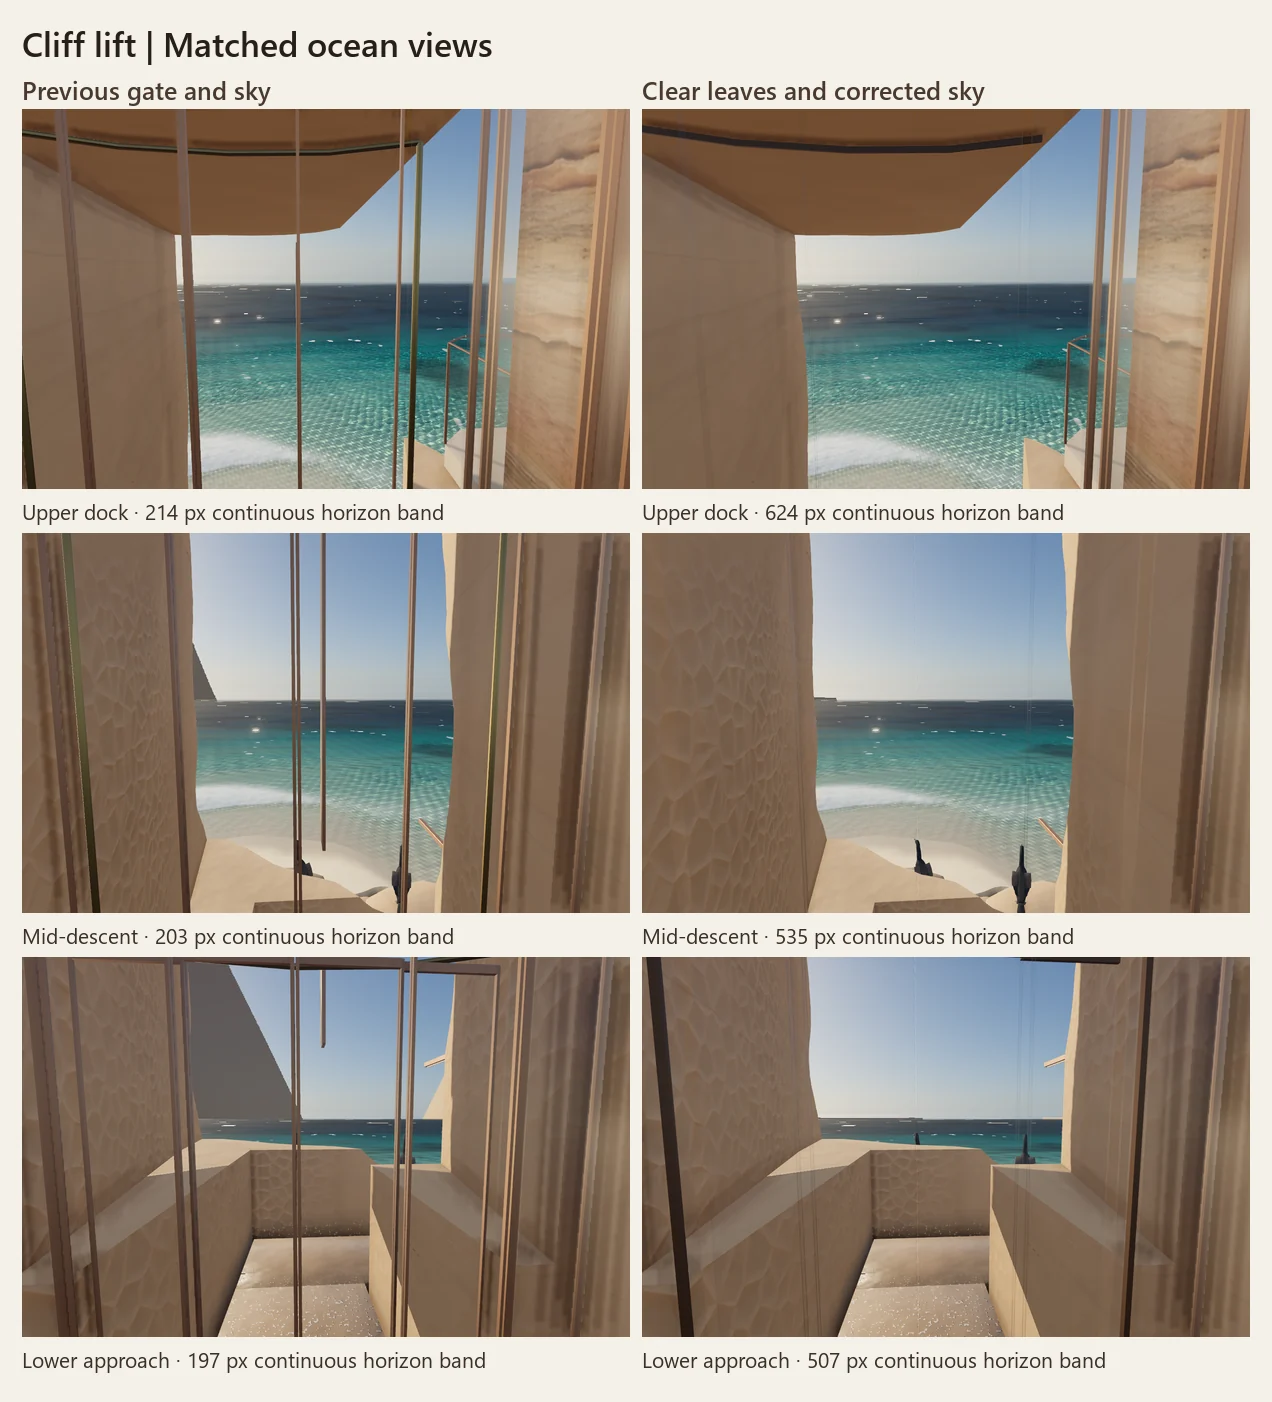 Cliff lift | Matched ocean views
Previous gate and sky
Clear leaves and corrected sky
Upper dock · 214 px continuous horizon band
Upper dock · 624 px continuous horizon band
Mid-descent · 203 px continuous horizon band
Mid-descent · 535 px continuous horizon band
Lower approach · 197 px continuous horizon band
Lower approach · 507 px continuous horizon band